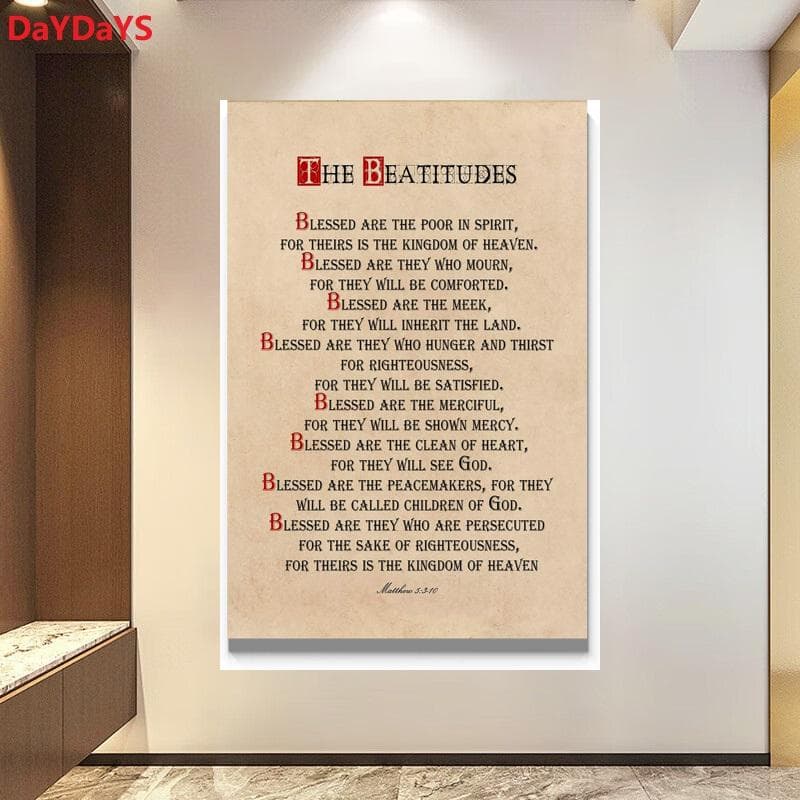 DaYDaYS
THE BEATITUDES
BLESSED ARE THE POOR IN SPIRIT,
FOR THEIRS IS THE KINGDOM OF HEAVEN.
BLESSED ARE THEY WHO MOURN,
FOR THEY WILL BE COMFORTED.
BLESSED ARE THE MEEK,
FOR THEY WILL INHERIT THE LAND.
BLESSED ARE THEY WHO HUNGER AND THIRST
FOR RIGHTEOUSNESS,
FOR THEY WILL BE SATISFIED.
BLESSED ARE THE MERCIFUL,
FOR THEY WILL BE SHOWN MERCY.
BLESSED ARE THE CLEAN OF HEART,
FOR THEY WILL SEE GOD.
BLESSED ARE THE PEACEMAKERS, FOR THEY
WILL BE CALLED CHILDREN OF GOD.
BLESSED ARE THEY WHO ARE PERSECUTED
FOR THE SAKE OF RIGHTEOUSNESS,
FOR THEIRS IS THE KINGDOM OF HEAVEN
Matthew 5:3-10